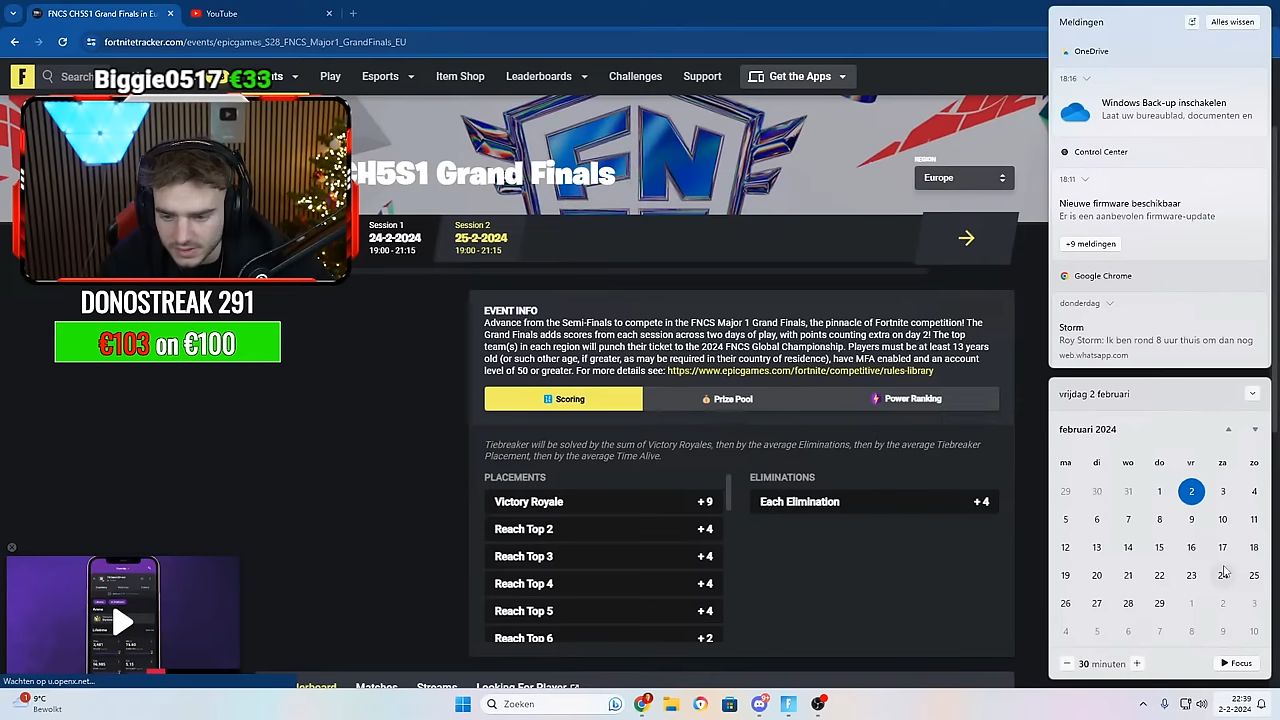 FNCS CH5S1 Grand Finals in Eu
YouTube
fortnitetracker.com/events/epicgames_S28_FNCS_Major1_GrandFinals_EU
Search
Play
Esports
Item Shop
Leaderboards
Challenges
Support
Get the Apps
Biggie0517 €33
FN
H5S1 Grand Finals
REGION
Europe
Session 1
24-2-2024
19:00 - 21:15
Session 2
25-2-2024
19:00 - 21:15
DONOSTREAK 291
€103 on €100
EVENT INFO
Advance from the Semi-Finals to compete in the FNCS Major 1 Grand Finals, the pinnacle of Fortnite competition! The
Grand Finals adds scores from each session across two days of play, with points counting extra on day 2! The top
team(s) in each region will punch their ticket to the 2024 FNCS Global Championship. Players must be at least 13 years
old (or such other age, if greater, as may be required in their country of residence), have MFA enabled and an account
level of 50 or greater. For more details see: https://www.epicgames.com/fortnite/competitive/rules-library
Scoring
Prize Pool
Power Ranking
Tiebreaker will be solved by the sum of Victory Royales, then by the average Eliminations, then by the average Tiebreaker
Placement, then by the average Time Alive.
PLACEMENTS
Victory Royale +9
Reach Top 2 +4
Reach Top 3 +4
Reach Top 4 +4
Reach Top 5 +4
Reach Top 6 +2
ELIMINATIONS
Each Elimination +4
Meldingen
Alles wissen
OneDrive
18:16
Windows Back-up inschakelen
Laat uw bureaublad, documenten en
Control Center
18:11
Nieuwe firmware beschikbaar
Er is een aanbevolen firmware-update
+9 meldingen
Google Chrome
donderdag
Storm
Roy Storm: Ik ben rond 8 uur thuis om dan nog
web.whatsapp.com
vrijdag 2 februari
februari 2024
ma di wo do vr za zo
29 30 31 1 2 3 4
5 6 7 8 9 10 11
12 13 14 15 16 17 18
19 20 21 22 23 24 25
26 27 28 29 1 2 3
4 5 6 7 8 9 10
30 minuten
Focus
Wachten op u.openx.net...
Matches
9°C
Bewolkt
Zoeken
22:39
2-2-2024